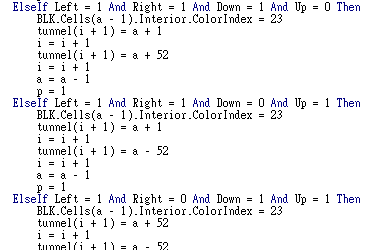 ElseIf Left = 1 And Right = 1 And Down = 1 And Up = 0 Then
BLK.Cells(a - 1).Interior.ColorIndex = 23
tunnel(i + 1) = a + 1
i = i + 1
tunnel(i + 1) = a + 52
i = i + 1
a = a - 1
p = 1
ElseIf Left = 1 And Right = 1 And Down = 0 And Up = 1 Then
BLK.Cells(a - 1).Interior.ColorIndex = 23
tunnel(i + 1) = a + 1
i = i + 1
tunnel(i + 1) = a - 52
i = i + 1
a = a - 1
p = 1
ElseIf Left = 1 And Right = 0 And Down = 1 And Up = 1 Then
BLK.Cells(a - 1).Interior.ColorIndex = 23
tunnel(i + 1) = a + 52
i = i + 1
tunnel(i + 1) = a - 52